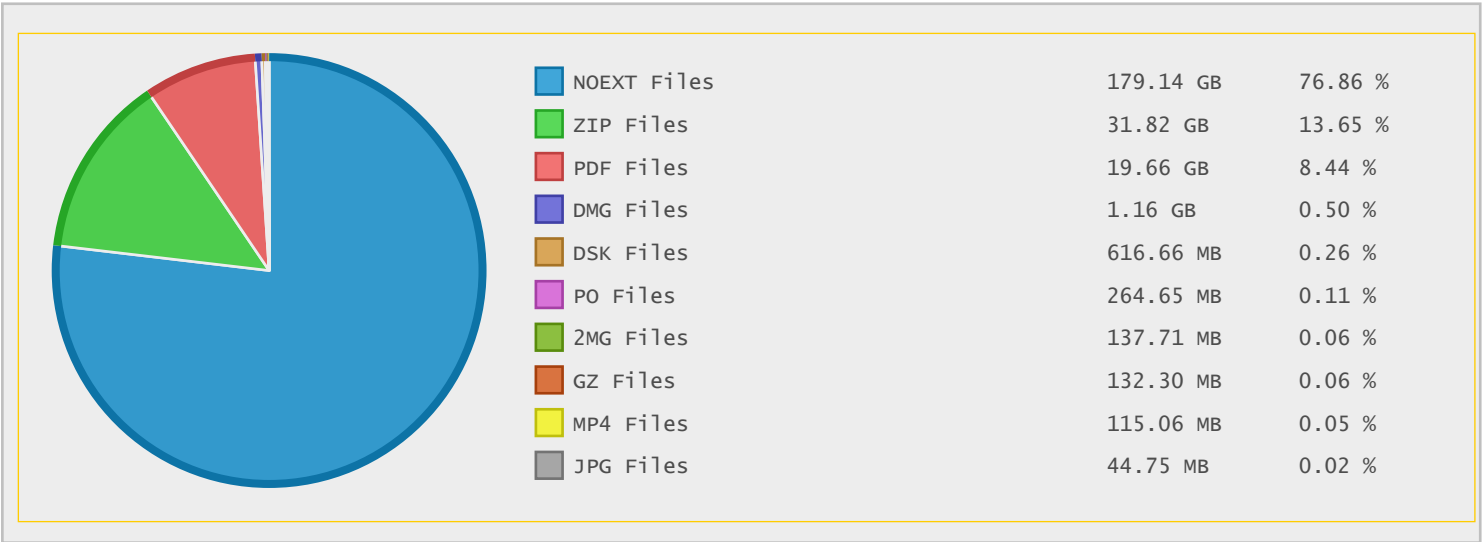 NOEXT Files 179.14 GB 76.86 %
ZIP Files 31.82 GB 13.65 %
PDF Files 19.66 GB 8.44 %
DMG Files 1.16 GB 0.50 %
DSK Files 616.66 MB 0.26 %
PO Files 264.65 MB 0.11 %
2MG Files 137.71 MB 0.06 %
GZ Files 132.30 MB 0.06 %
MP4 Files 115.06 MB 0.05 %
JPG Files 44.75 MB 0.02 %